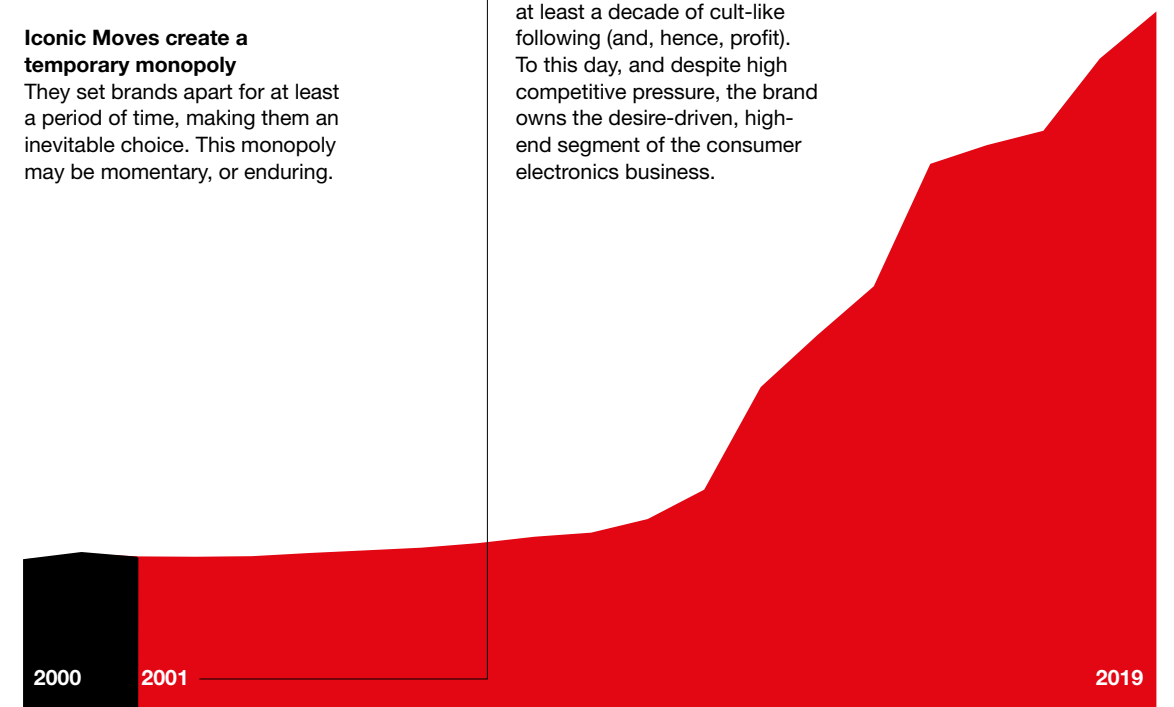 Iconic Moves create a
temporary monopoly
They set brands apart for at least
a period of time, making them an
inevitable choice. This monopoly
may be momentary, or enduring.
at least a decade of cult-like
following (and, hence, profit).
To this day, and despite high
competitive pressure, the brand
owns the desire-driven, high-
end segment of the consumer
electronics business.
2000
2001
2019